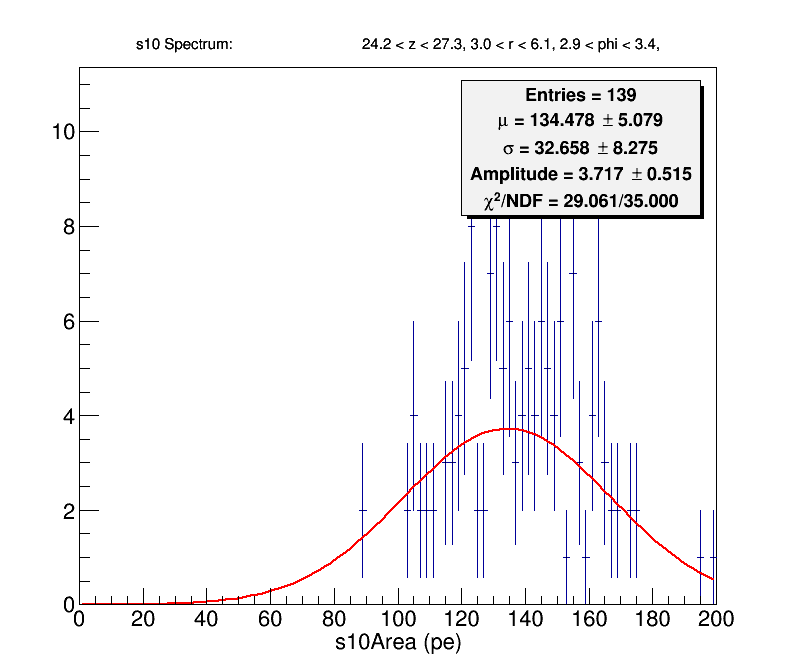 s10 Spectrum: 24.2 < z < 27.3, 3.0 < r < 6.1, 2.9 < phi < 3.4,
Entries = 139
μ = 134.478 ± 5.079
σ = 32.658 ± 8.275
Amplitude = 3.717 ± 0.515
χ²/NDF = 29.061/35.000
10
8
6
4
2
0
0 20 40 60 80 100 120 140 160 180 200
s10Area (pe)